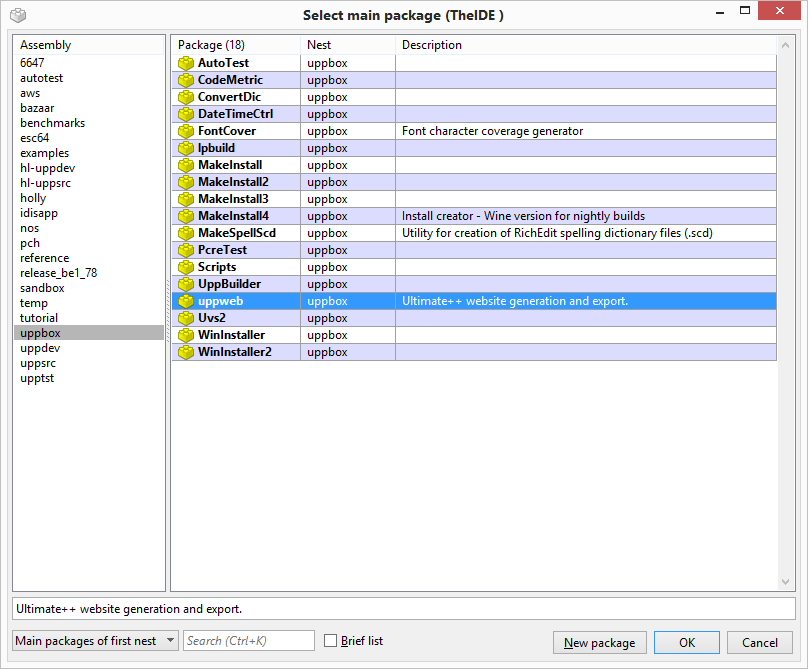 Select main package (TheIDE )
Assembly
6647
autotest
aws
bazaar
benchmarks
esc64
examples
hl-uppdev
hl-uppsrc
holly
idisapp
nos
pch
reference
release_be1_78
sandbox
temp
tutorial
uppbox
uppdev
uppsrc
upptst
Package (18) Nest Description
AutoTest uppbox
CodeMetric uppbox
ConvertDic uppbox
DateTimeCtrl uppbox
FontCover uppbox Font character coverage generator
lpbuild uppbox
MakeInstall uppbox
MakeInstall2 uppbox
MakeInstall3 uppbox
MakeInstall4 uppbox Install creator - Wine version for nightly builds
MakeSpellScd uppbox Utility for creation of RichEdit spelling dictionary files (.scd)
PcreTest uppbox
Scripts uppbox
UppBuilder uppbox
uppweb uppbox Ultimate++ website generation and export.
Uvs2 uppbox
WinInstaller uppbox
WinInstaller2 uppbox
Ultimate++ website generation and export.
Main packages of first nest Search (Ctrl+K) Brief list New package OK Cancel